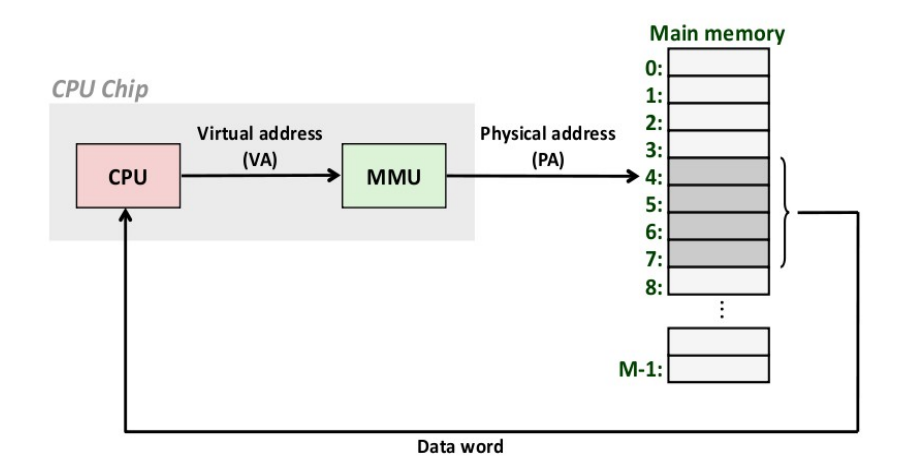 Main memory
CPU Chip
0:
1:
2:
3:
4:
5:
6:
7:
8:
M-1:
Virtual address
(VA)
Physical address
(PA)
CPU
MMU
Data word